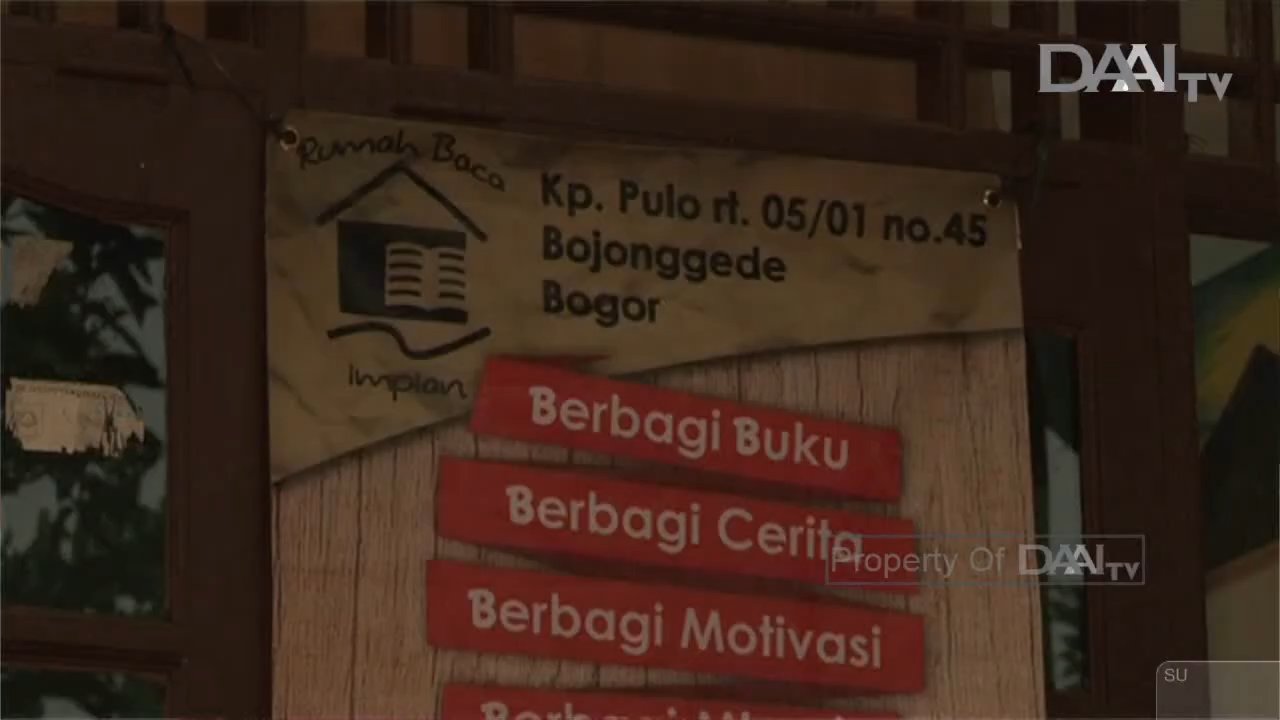 DAAI TV
Rumah Baca
Kp. Pulo rt. 05/01 no.45
Bojonggede
Bogor
impian
Berbagi Buku
Berbagi Cerita
Property Of DAAI TV
Berbagi Motivasi
Berbagi
SU